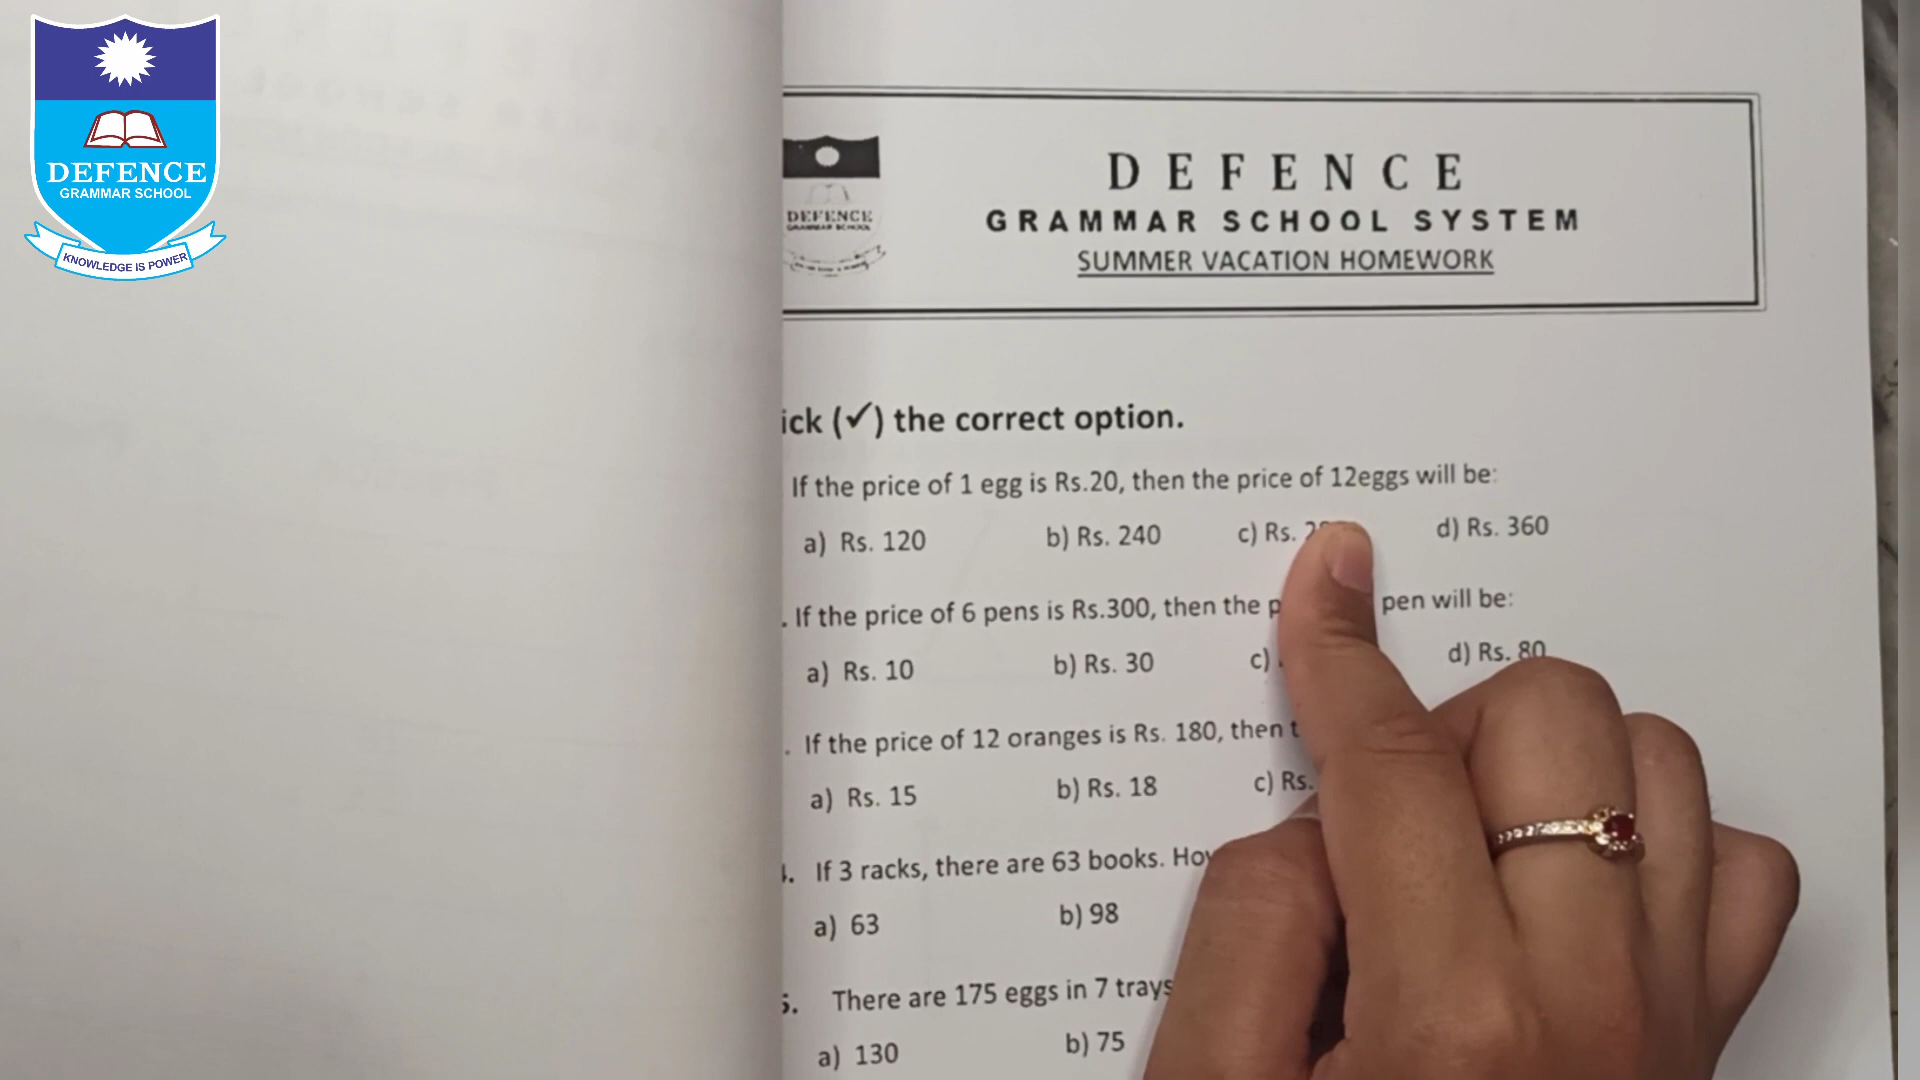 DEFENCE
GRAMMAR SCHOOL
KNOWLEDGE IS POWER
DEFENCE
GRAMMAR SCHOOL
DEFENCE
GRAMMAR SCHOOL SYSTEM
SUMMER VACATION HOMEWORK
ick (✓) the correct option.
If the price of 1 egg is Rs.20, then the price of 12eggs will be:
a) Rs. 120 b) Rs. 240 c) Rs. d) Rs. 360
. If the price of 6 pens is Rs.300, then the pen will be:
a) Rs. 10 b) Rs. 30 c) d) Rs. 80
. If the price of 12 oranges is Rs. 180, then
a) Rs. 15 b) Rs. 18 c) Rs.
If 3 racks, there are 63 books.
a) 63 b) 98
5. There are 175 eggs in 7 trays
a) 130 b) 75